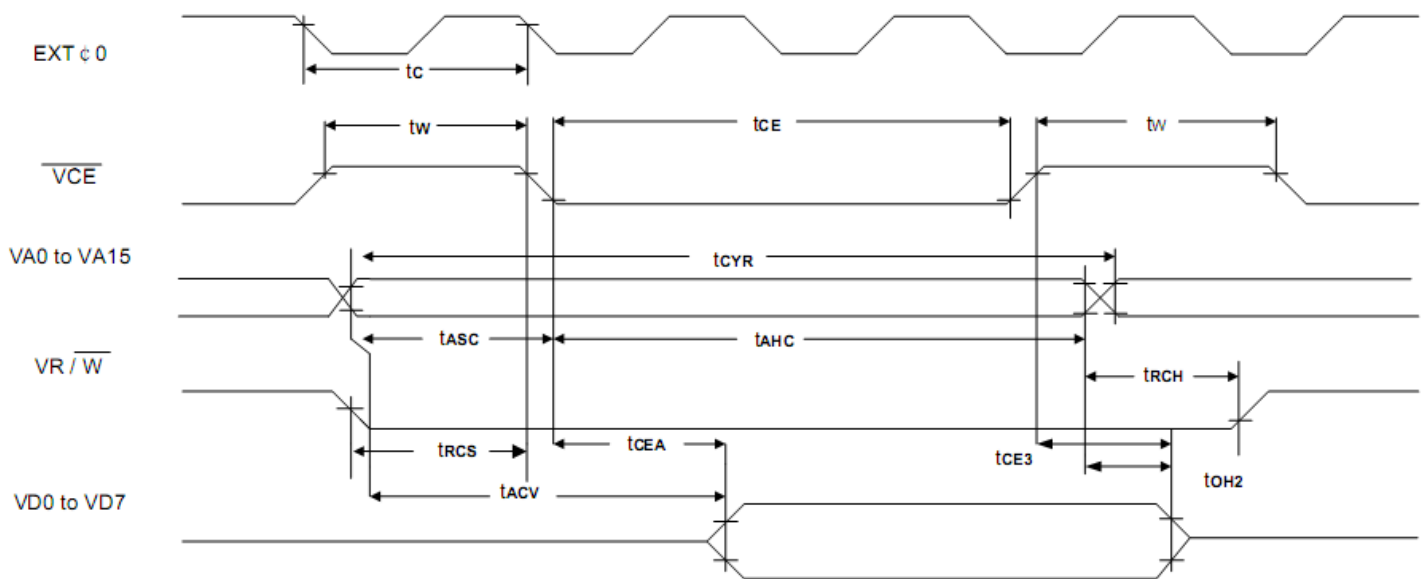 EXT ¢ 0
tC
tW
tCE
tW
VCE
VA0 to VA15
tCYR
tASC
tAHC
VR / W
tRCH
tRCS
tCEA
tCE3
tOH2
tACV
VD0 to VD7